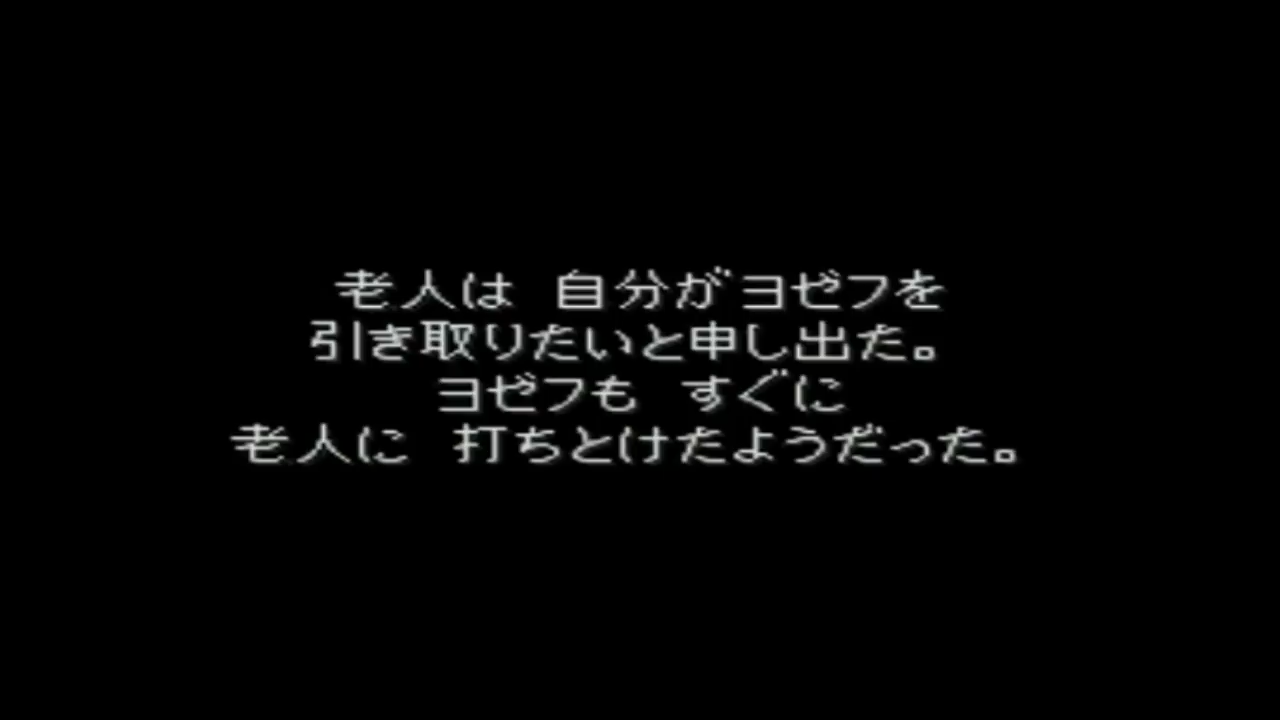 老人は　自分がヨゼフを
引き取りたいと申し出た。
ヨゼフも　すぐに
老人に　打ちとけたようだった。